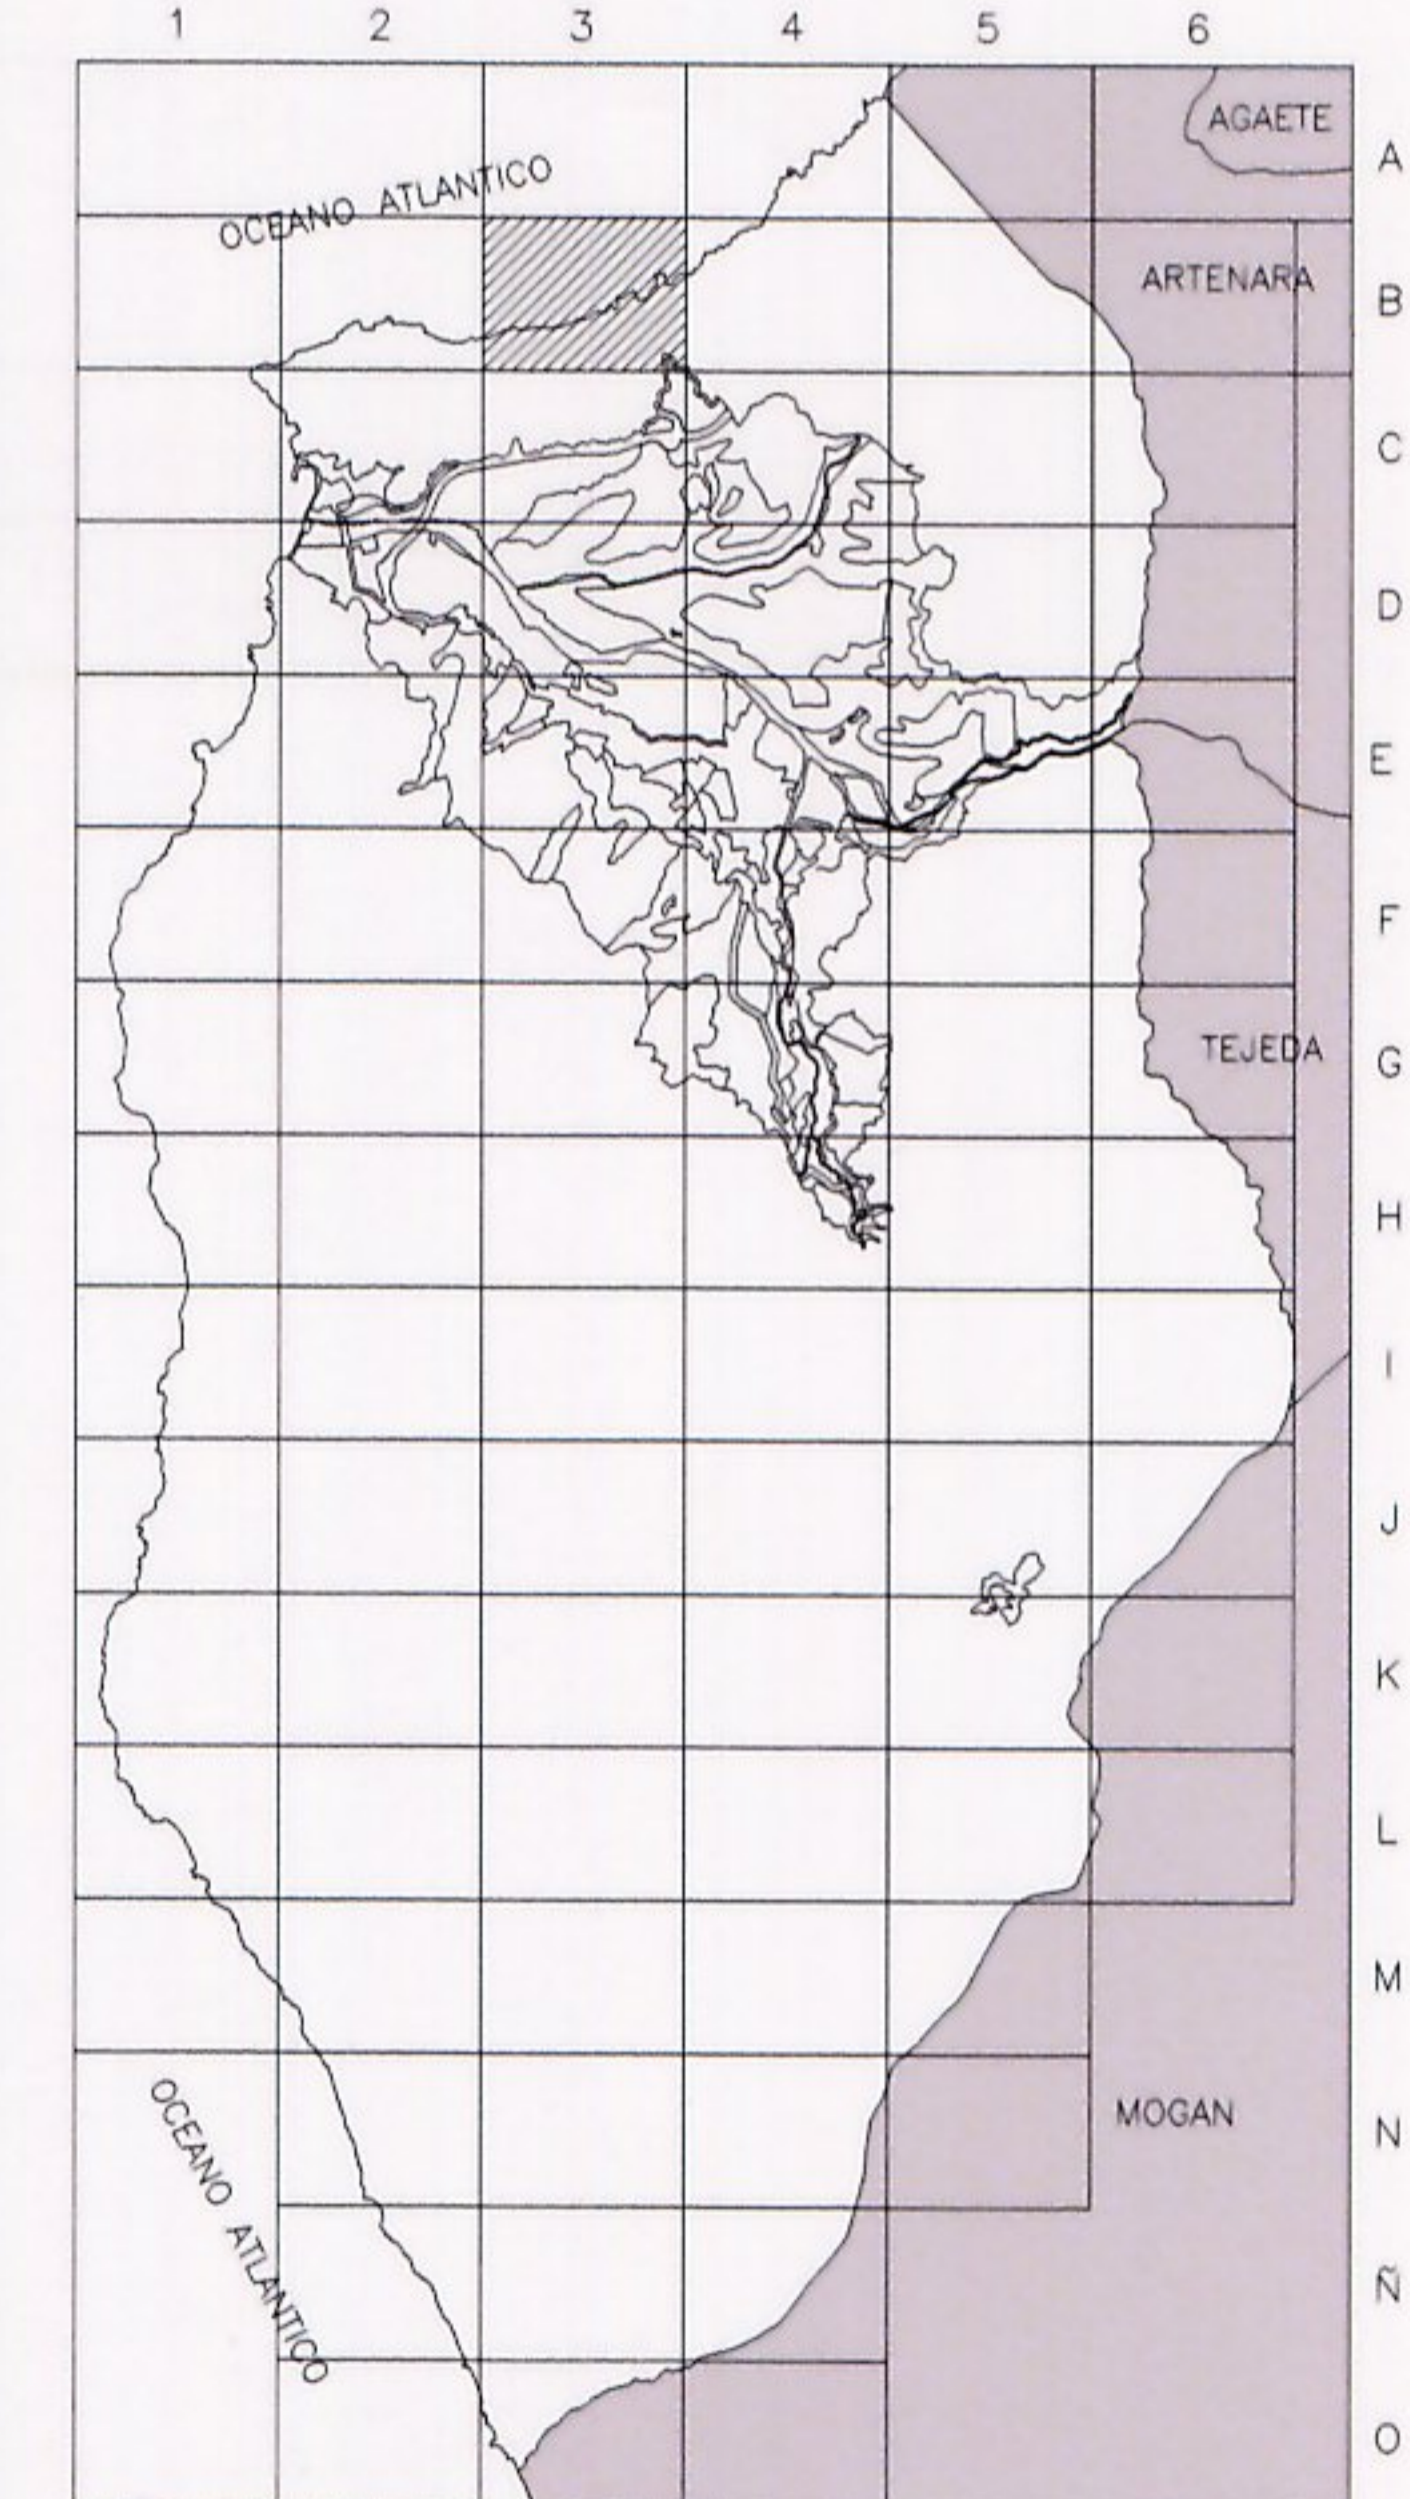 1 2 3 4 5 6
AGAETE
A
OCEANO ATLANTICO
ARTENARA
B
C
D
E
F
TEJEDA
G
H
I
J
K
L
M
OCEANO ATLANTICO
MOGAN
N
Ñ
O